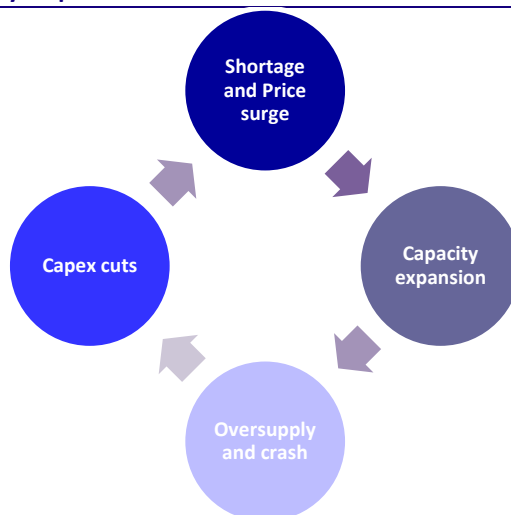 Shortage
and Price
surge
Capacity
expansion
Capex cuts
Oversupply
and crash